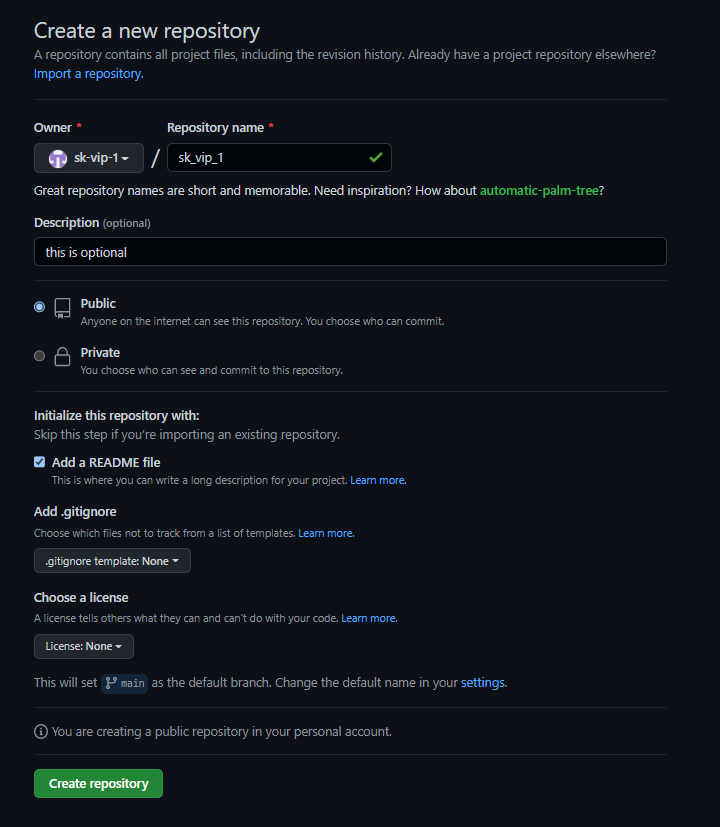 Create a new repository
A repository contains all project files, including the revision history. Already have a project repository elsewhere?
Import a repository.
Owner *
Repository name *
sk-vip-1
/
sk_vip_1
Great repository names are short and memorable. Need inspiration? How about automatic-palm-tree?
Description (optional)
this is optional
Public
Anyone on the internet can see this repository. You choose who can commit.
Private
You choose who can see and commit to this repository.
Initialize this repository with:
Skip this step if you're importing an existing repository.
Add a README file
This is where you can write a long description for your project. Learn more.
Add .gitignore
Choose which files not to track from a list of templates. Learn more.
.gitignore template: None
Choose a license
A license tells others what they can and can't do with your code. Learn more.
License: None
This will set main as the default branch. Change the default name in your settings.
You are creating a public repository in your personal account.
Create repository